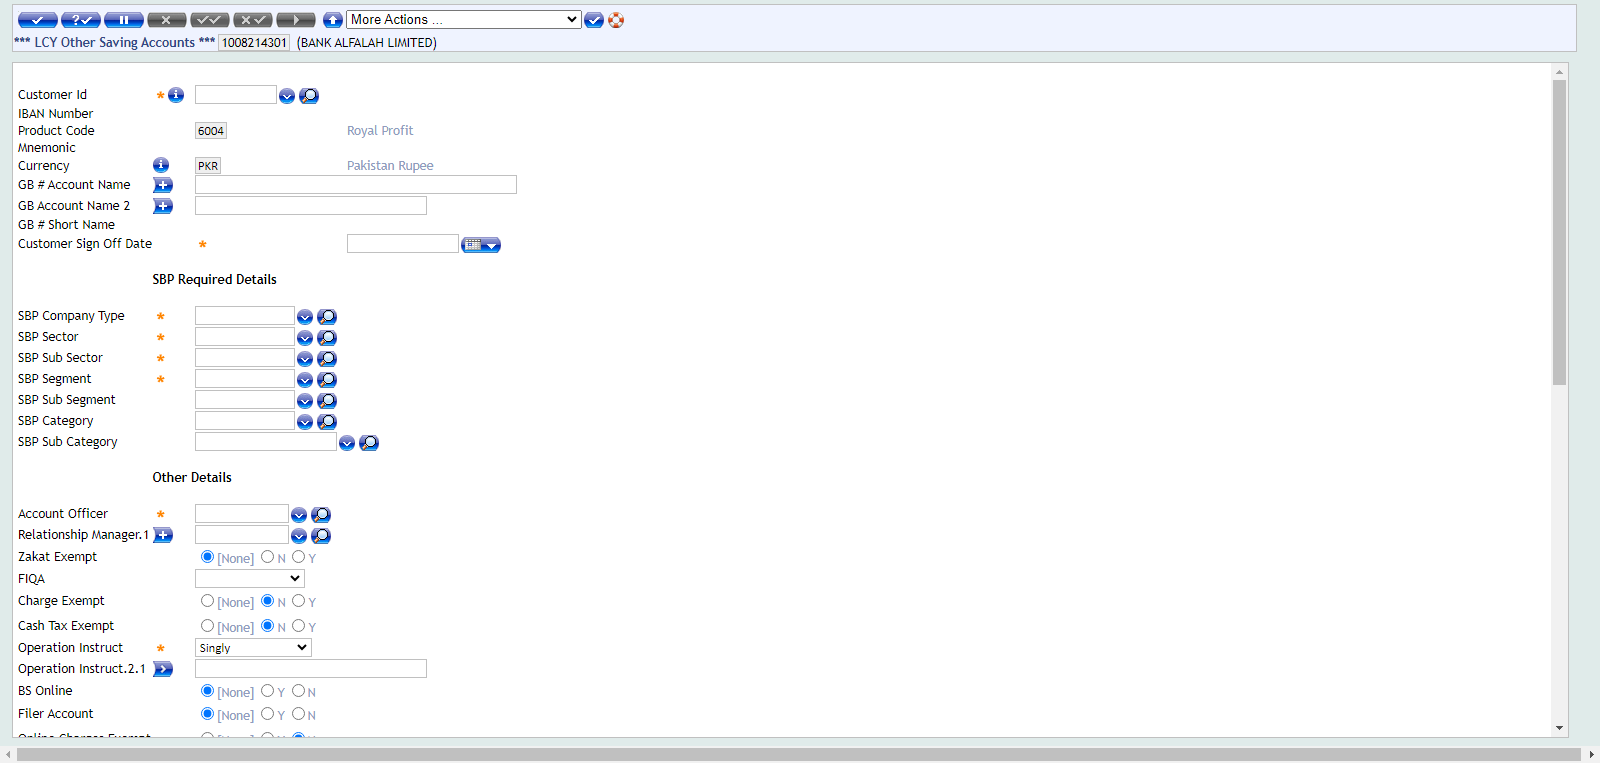 More Actions ...
*** LCY Other Saving Accounts *** 1008214301 (BANK ALFALAH LIMITED)
Customer Id *
IBAN Number
Product Code 6004 Royal Profit
Mnemonic
Currency PKR Pakistan Rupee
GB # Account Name
GB Account Name 2
GB # Short Name
Customer Sign Off Date *
SBP Required Details
SBP Company Type *
SBP Sector *
SBP Sub Sector *
SBP Segment *
SBP Sub Segment
SBP Category
SBP Sub Category
Other Details
Account Officer *
Relationship Manager.1
Zakat Exempt [None] N Y
FIQA
Charge Exempt [None] N Y
Cash Tax Exempt [None] N Y
Operation Instruct * Singly
Operation Instruct.2.1
BS Online [None] Y N
Filer Account [None] Y N
Online Charges Exempt